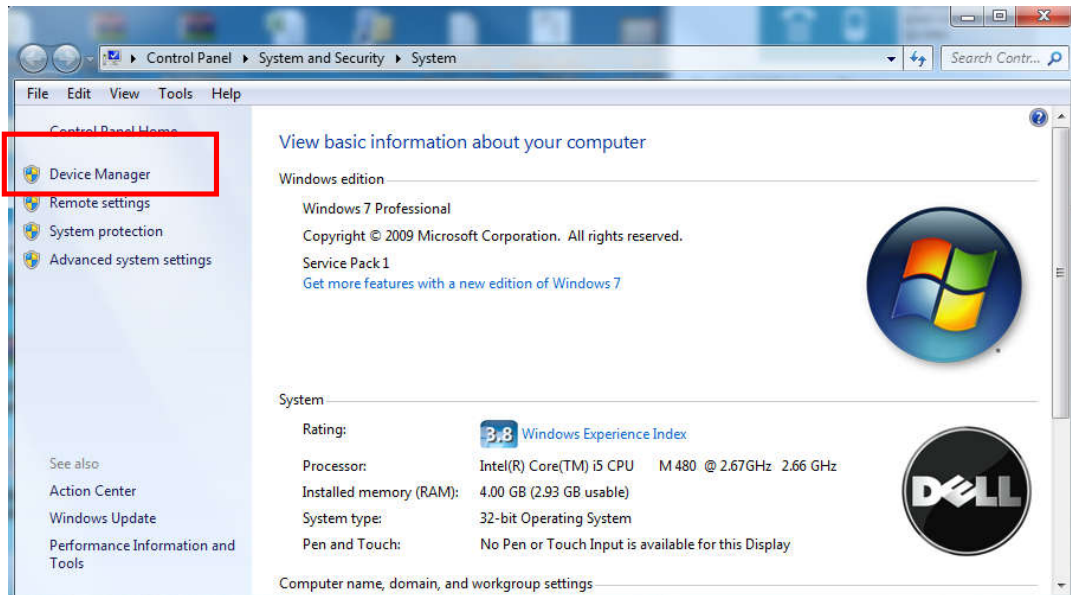 Control Panel ▸ System and Security ▸ System
Search Contr...
File Edit View Tools Help
Control Panel Home
Device Manager
Remote settings
System protection
Advanced system settings
See also
Action Center
Windows Update
Performance Information and
Tools
View basic information about your computer
Windows edition
Windows 7 Professional
Copyright © 2009 Microsoft Corporation. All rights reserved.
Service Pack 1
Get more features with a new edition of Windows 7
System
Rating: 3.8 Windows Experience Index
Processor: Intel(R) Core(TM) i5 CPU M 480 @ 2.67GHz 2.66 GHz
Installed memory (RAM): 4.00 GB (2.93 GB usable)
System type: 32-bit Operating System
Pen and Touch: No Pen or Touch Input is available for this Display
DELL
Computer name, domain, and workgroup settings